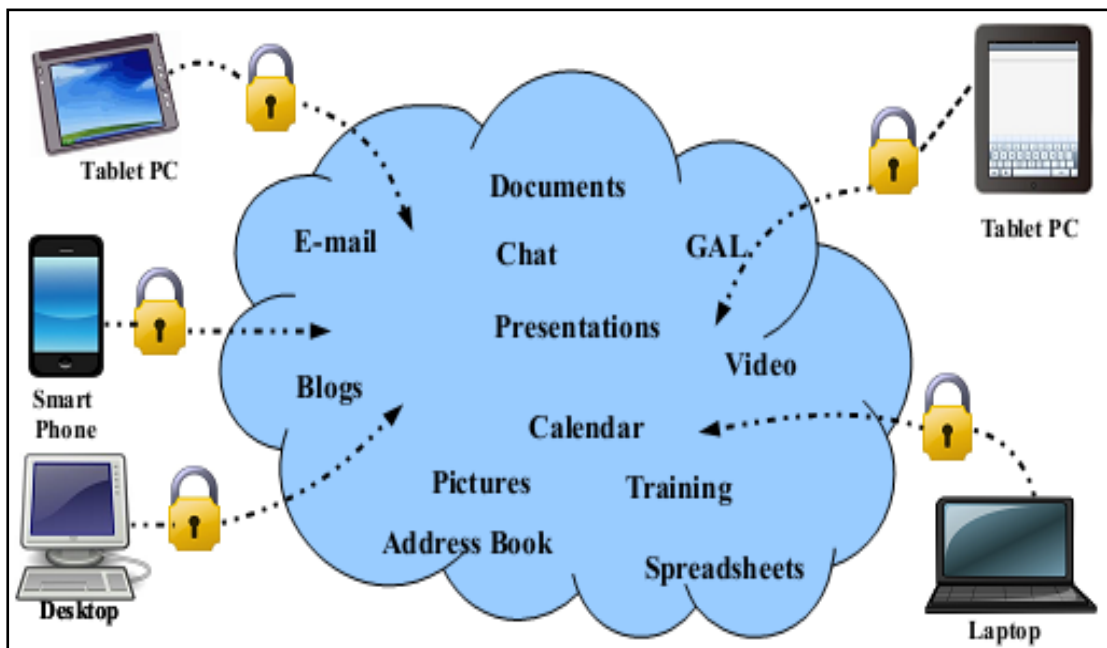 Tablet PC
Documents
E-mail
Chat
GAL.
Tablet PC
Presentations
Video
Smart
Phone
Blogs
Calendar
Pictures
Training
Address Book
Spreadsheets
Desktop
Laptop